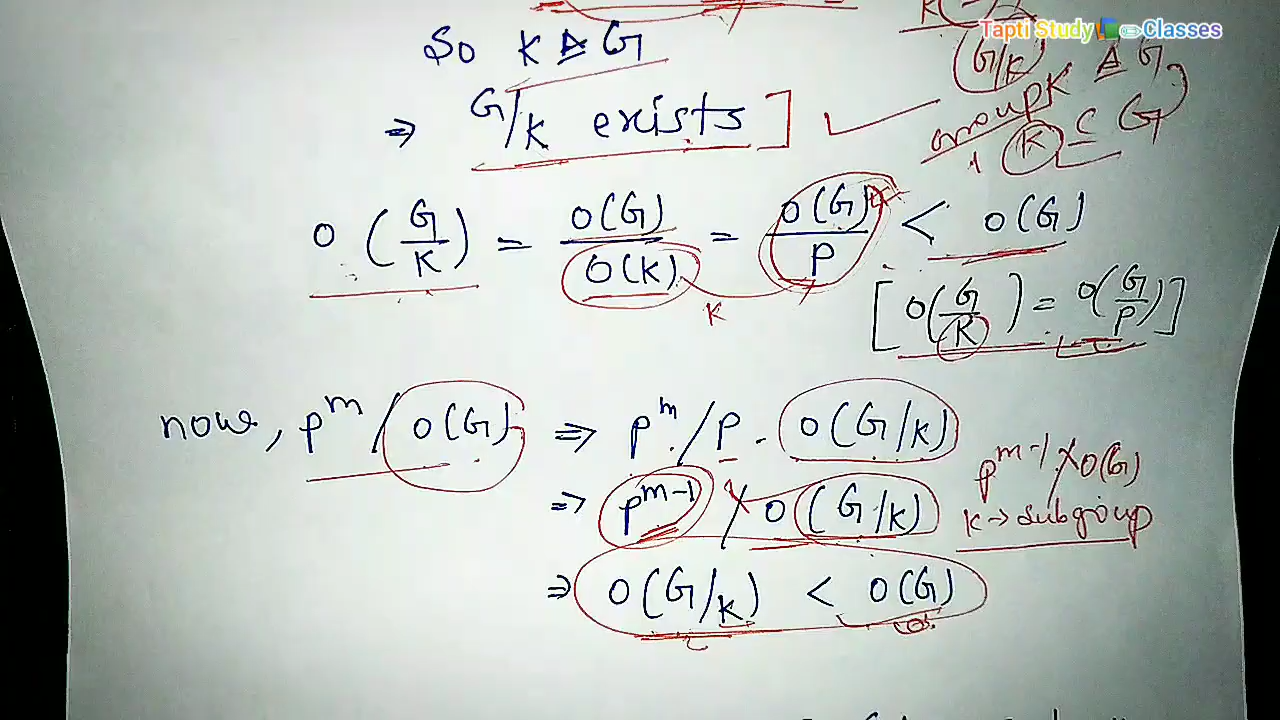 Tapti Study Classes
So K ⊵ G
(G/K) ⊵ G
⇒ G/K exists]
group K
K ⊆ G
O(G/K) = O(G)/O(K) = O(G)/P < O(G)
K
[O(G/K) = O(G/P)]
now, p^m / O(G) ⇒ p^m / P . O(G/K)
p^{m-1} ∤ O(G)
⇒ p^{m-1} ∤ O(G/K)
K → subgroup
⇒ O(G/K) < O(G)